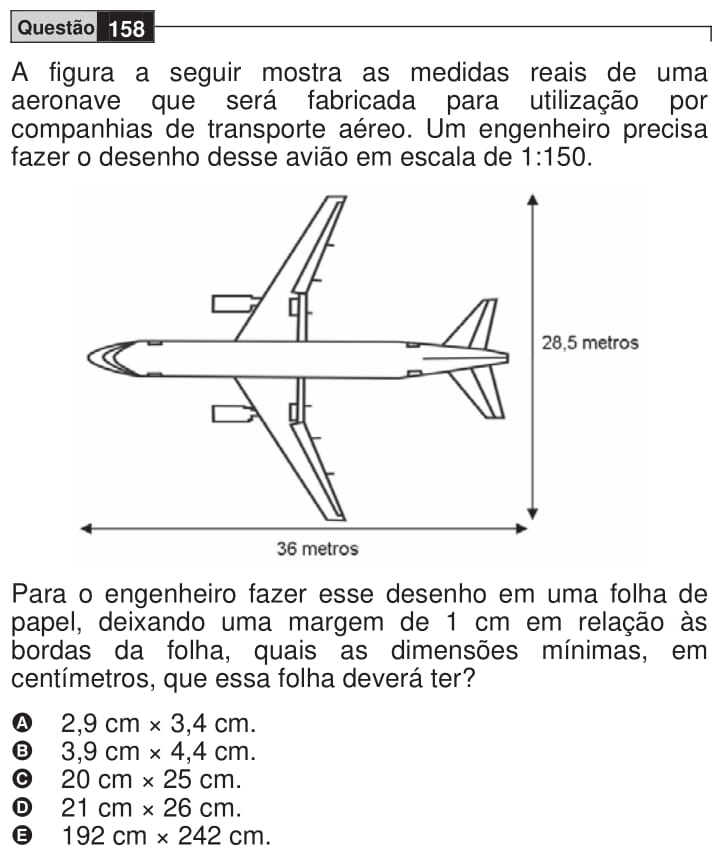 Questão 158
A figura a seguir mostra as medidas reais de uma
aeronave que será fabricada para utilização por
companhias de transporte aéreo. Um engenheiro precisa
fazer o desenho desse avião em escala de 1:150.
28,5 metros
36 metros
Para o engenheiro fazer esse desenho em uma folha de
papel, deixando uma margem de 1 cm em relação às
bordas da folha, quais as dimensões mínimas, em
centímetros, que essa folha deverá ter?
A 2,9 cm × 3,4 cm.
B 3,9 cm × 4,4 cm.
C 20 cm × 25 cm.
D 21 cm × 26 cm.
E 192 cm × 242 cm.